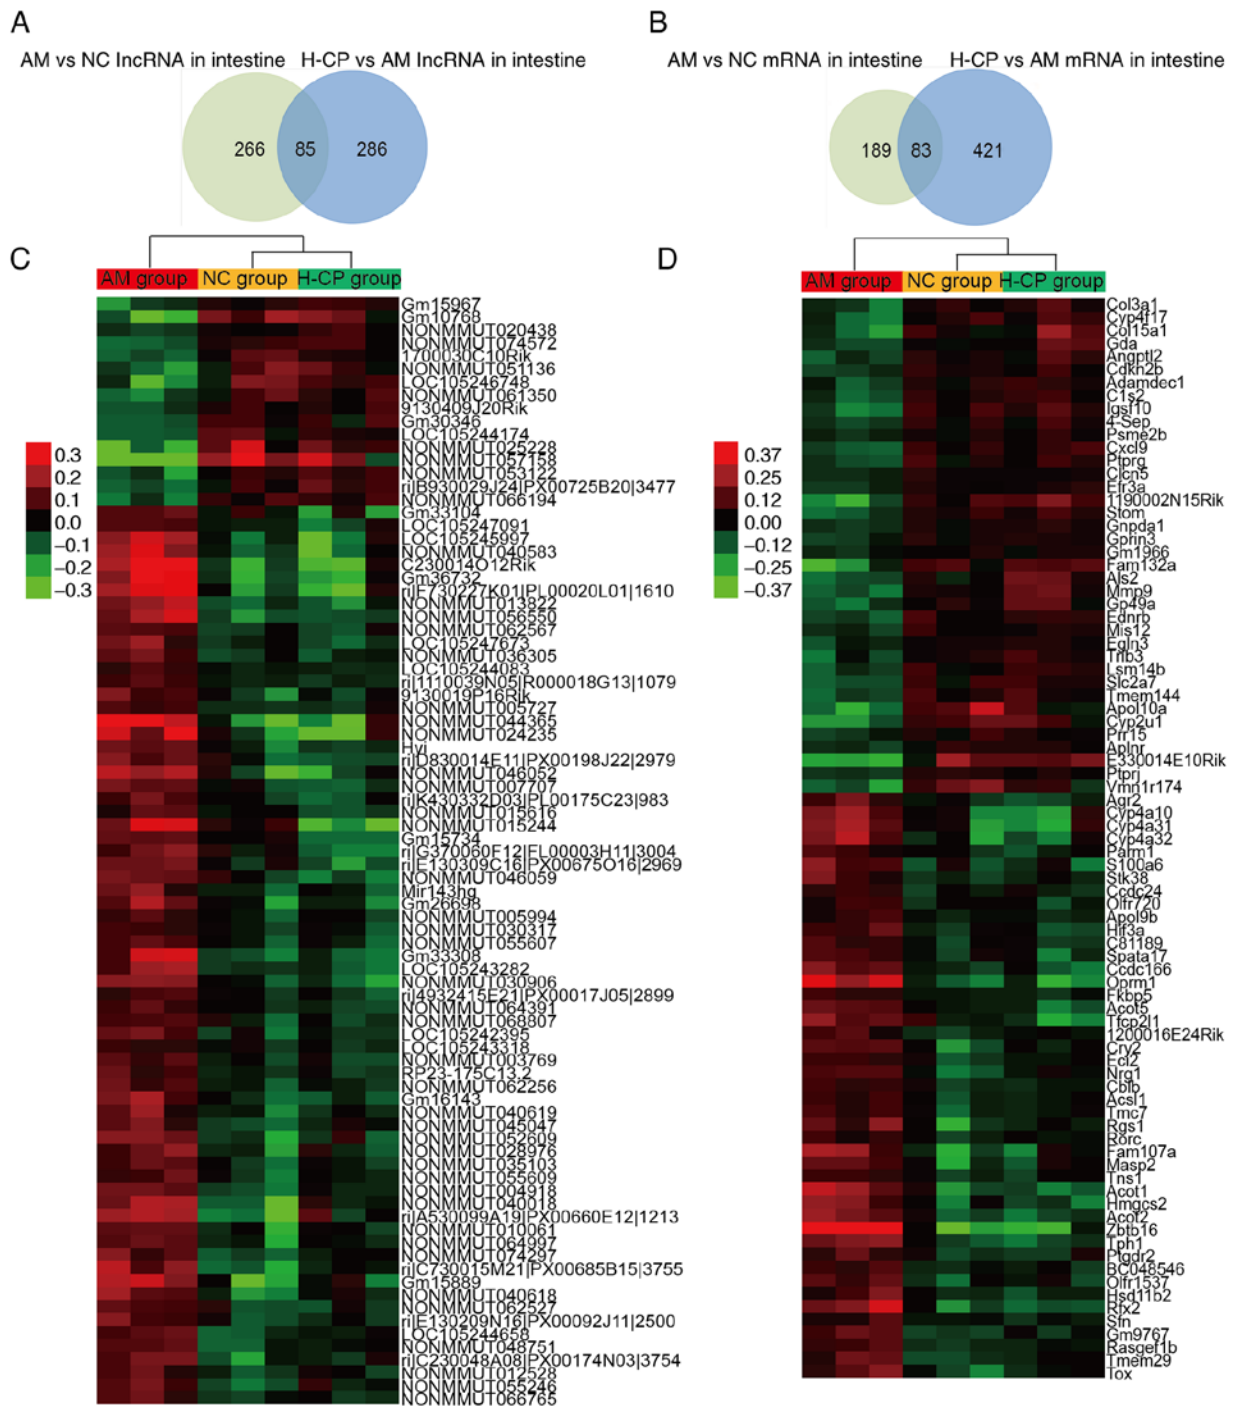 A
B
AM vs NC lncRNA in intestine
H-CP vs AM lncRNA in intestine
AM vs NC mRNA in intestine
H-CP vs AM mRNA in intestine
266
85
286
189
83
421
C
AM group
NC group
H-CP group
0.3
0.2
0.1
0.0
−0.1
−0.2
−0.3
Gm15967
Gm10768
NONMMUT020438
NONMMUT074572
1700030C10Rik
NONMMUT051136
LOC105246748
NONMMUT061350
9130409J20Rik
Gm30346
LOC105244174
NONMMUT025228
NONMMUT057158
NONMMUT053122
ri|B930029J24|PX00725B20|3477
NONMMUT066194
Gm33104
LOC105247091
LOC105245997
NONMMUT040583
C230014O12Rik
Gm36732
ri|F730227K01|PL00020L01|1610
NONMMUT013822
NONMMUT056550
NONMMUT062567
LOC105247673
NONMMUT036305
LOC105244083
ri|1110039N05|R000018G13|1079
9130019P16Rik
NONMMUT005727
NONMMUT044365
NONMMUT024235
Hyi
ri|D830014E11|PX00198J22|2979
NONMMUT046052
NONMMUT007707
ri|K430332D03|PL00175C23|983
NONMMUT015616
NONMMUT015244
Gm15734
ri|G370060F12|FL00003H11|3004
ri|E130309C16|PX00675O16|2969
NONMMUT046059
Mir143hg
Gm26698
NONMMUT005994
NONMMUT030317
NONMMUT055607
Gm33308
LOC105243282
NONMMUT030906
ri|4932415E21|PX00017J05|2899
NONMMUT064391
NONMMUT068807
LOC105242395
LOC105243318
NONMMUT003769
RP23-175C13.2
NONMMUT062256
Gm16143
NONMMUT040619
NONMMUT045047
NONMMUT052609
NONMMUT028976
NONMMUT035103
NONMMUT055609
NONMMUT004918
NONMMUT040018
ri|A530099A19|PX00660E12|1213
NONMMUT010061
NONMMUT064997
NONMMUT074297
ri|C730015M21|PX00685B15|3755
Gm15889
NONMMUT040618
NONMMUT062527
ri|E130209N16|PX00092J11|2500
LOC105244658
NONMMUT048751
ri|C230048A08|PX00174N03|3754
NONMMUT012528
NONMMUT055246
NONMMUT066765
D
AM group
NC group
H-CP group
0.37
0.25
0.12
0.00
−0.12
−0.25
−0.37
Col3a1
Cyp4f17
Col15a1
Gda
Angptl2
Cdkn2b
Adamdec1
C1s2
Igsf10
4-Sep
Psme2b
Cxcl9
Ptprg
Clcn5
Efr3a
1190002N15Rik
Stom
Gnpda1
Gprin3
Gm1966
Fam132a
Als2
Mmp9
Gp49a
Ednrb
Mis12
Egln3
Trib3
Lsm14b
Slc2a7
Tmem144
Apol10a
Cyp2u1
Prr15
Aplnr
E330014E10Rik
Ptprj
Vmn1r174
Agr2
Cyp4a10
Cyp4a31
Cyp4a32
Parm1
S100a6
Stk38
Ccdc24
Olfr720
Apol9b
Hif3a
C81189
Spata17
Ccdc166
Oprm1
Fkbp5
Acot5
Tfcp2l1
1200016E24Rik
Cry2
Ecl2
Nrg1
Cblb
Acsl1
Tmc7
Rgs1
Rorc
Fam107a
Masp2
Tns1
Acot1
Hmgcs2
Acot2
Zbtb16
Tph1
Ptgdr2
BC048546
Olfr1537
Hsd11b2
Rfx2
Sfn
Gm9767
Rasgef1b
Tmem29
Tox